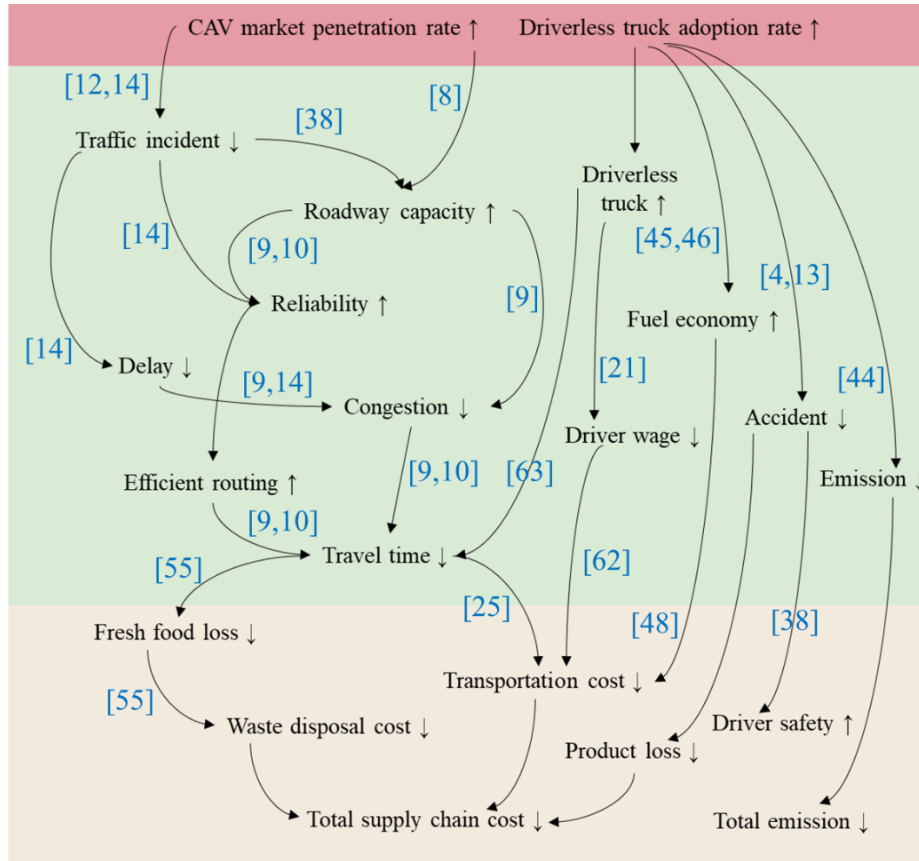 CAV market penetration rate ↑
Driverless truck adoption rate ↑
[12,14]
[8]
[38]
Traffic incident ↓
Driverless
truck ↑
Roadway capacity ↑
[14]
[9,10]
[45,46]
[4,13]
[9]
Reliability ↑
Fuel economy ↑
[14]
Delay ↓
[9,14]
[21]
[44]
Congestion ↓
Accident ↓
Driver wage ↓
[9,10]
[63]
Efficient routing ↑
Emission ↓
[9,10]
Travel time ↓
[55]
[62]
[25]
[48]
[38]
Fresh food loss ↓
Transportation cost ↓
[55]
Waste disposal cost ↓
Driver safety ↑
Product loss ↓
Total supply chain cost ↓
Total emission ↓